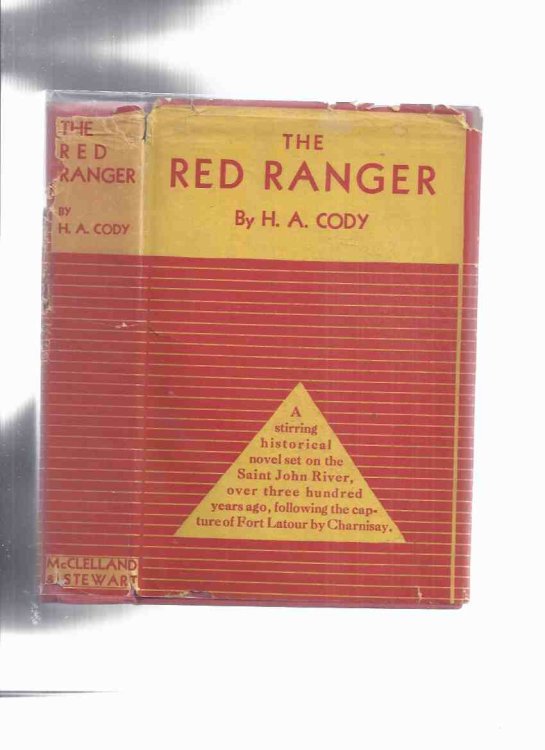 THE
RED
RANGER
BY
H. A. CODY
McCLELLAND
& STEWART
THE
RED RANGER
By H. A. CODY
A
stirring
historical
novel set on the
Saint John River,
over three hundred
years ago, following the cap-
ture of Fort Latour by Charnisay.